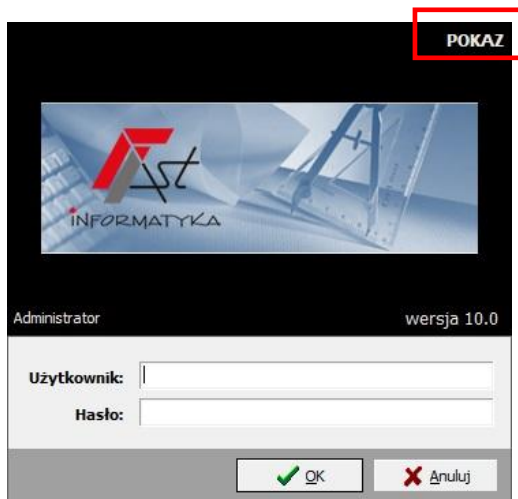 POKAZ
Fast
INFORMATYKA
Administrator
wersja 10.0
Użytkownik:
Hasło:
OK
Anuluj